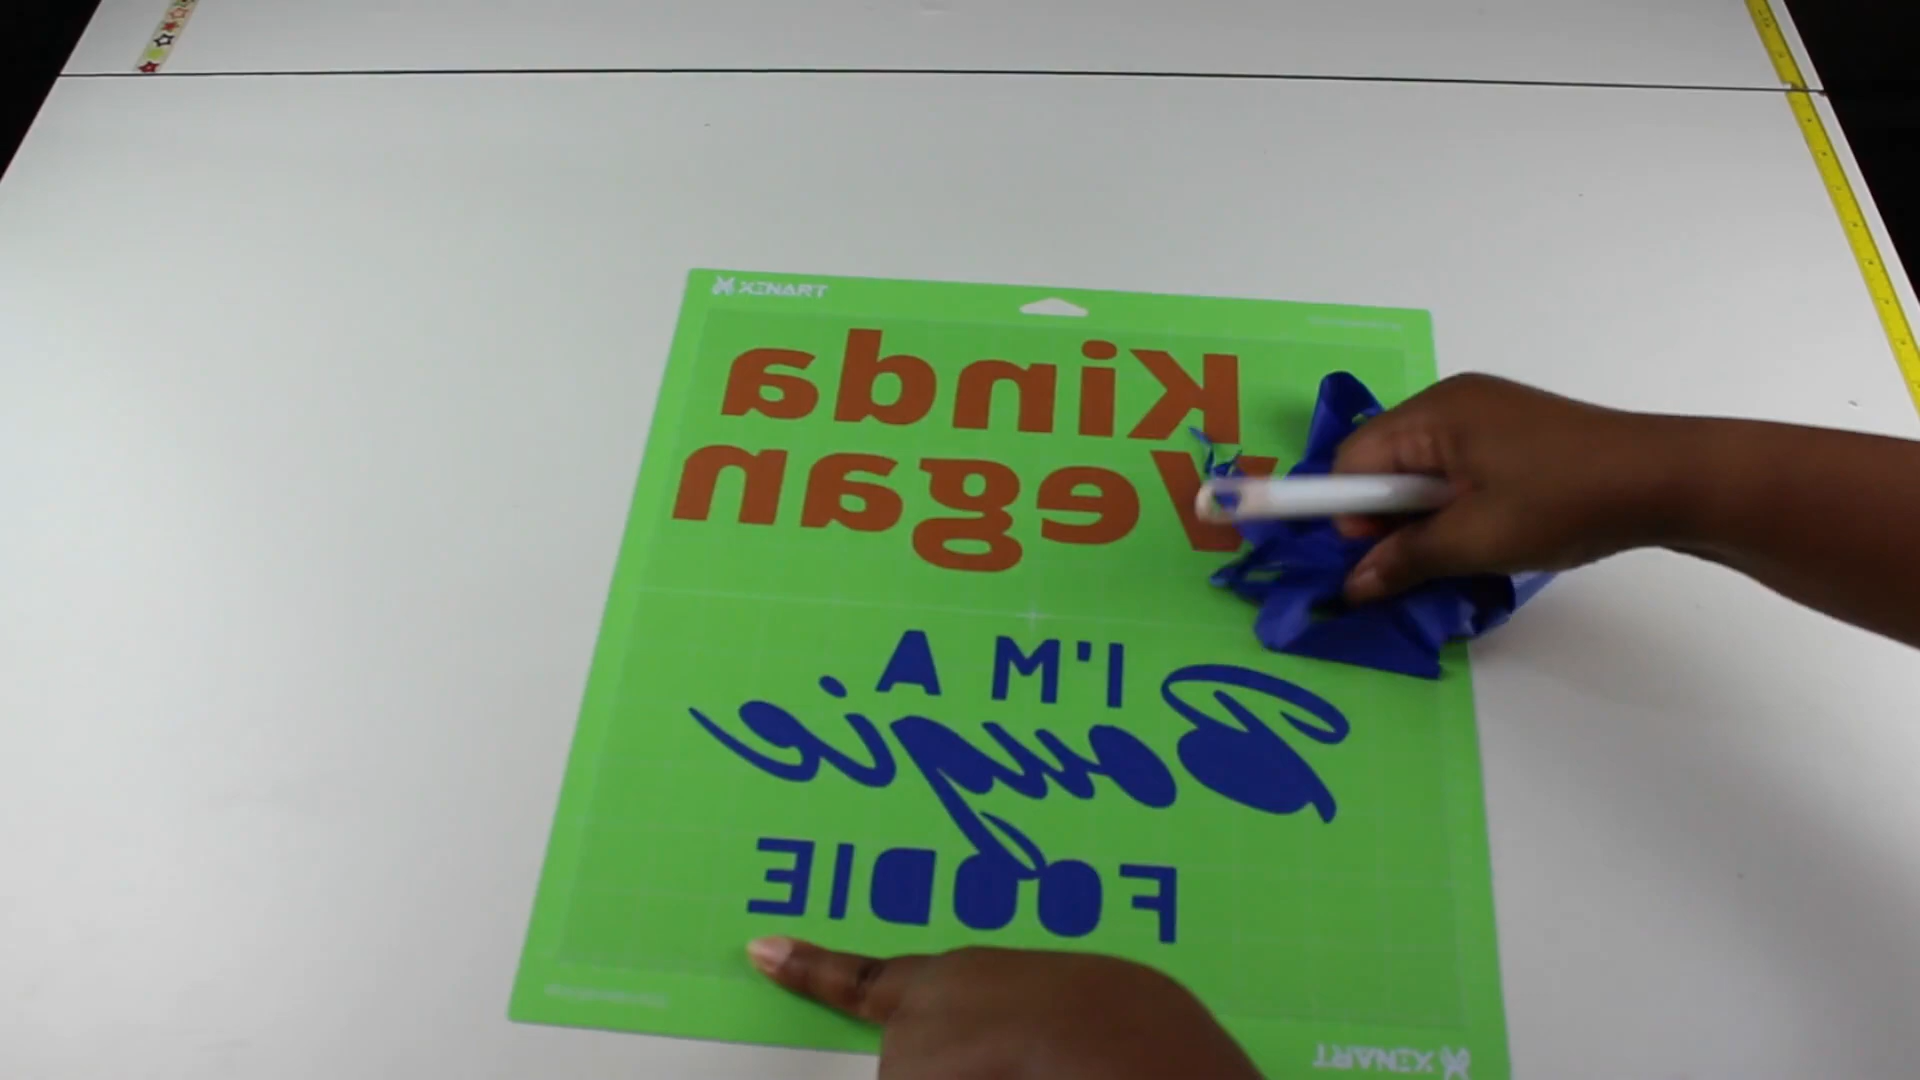 XINART
Kinda
Vegan
I'M A
Bougie
FOODIE
XINART